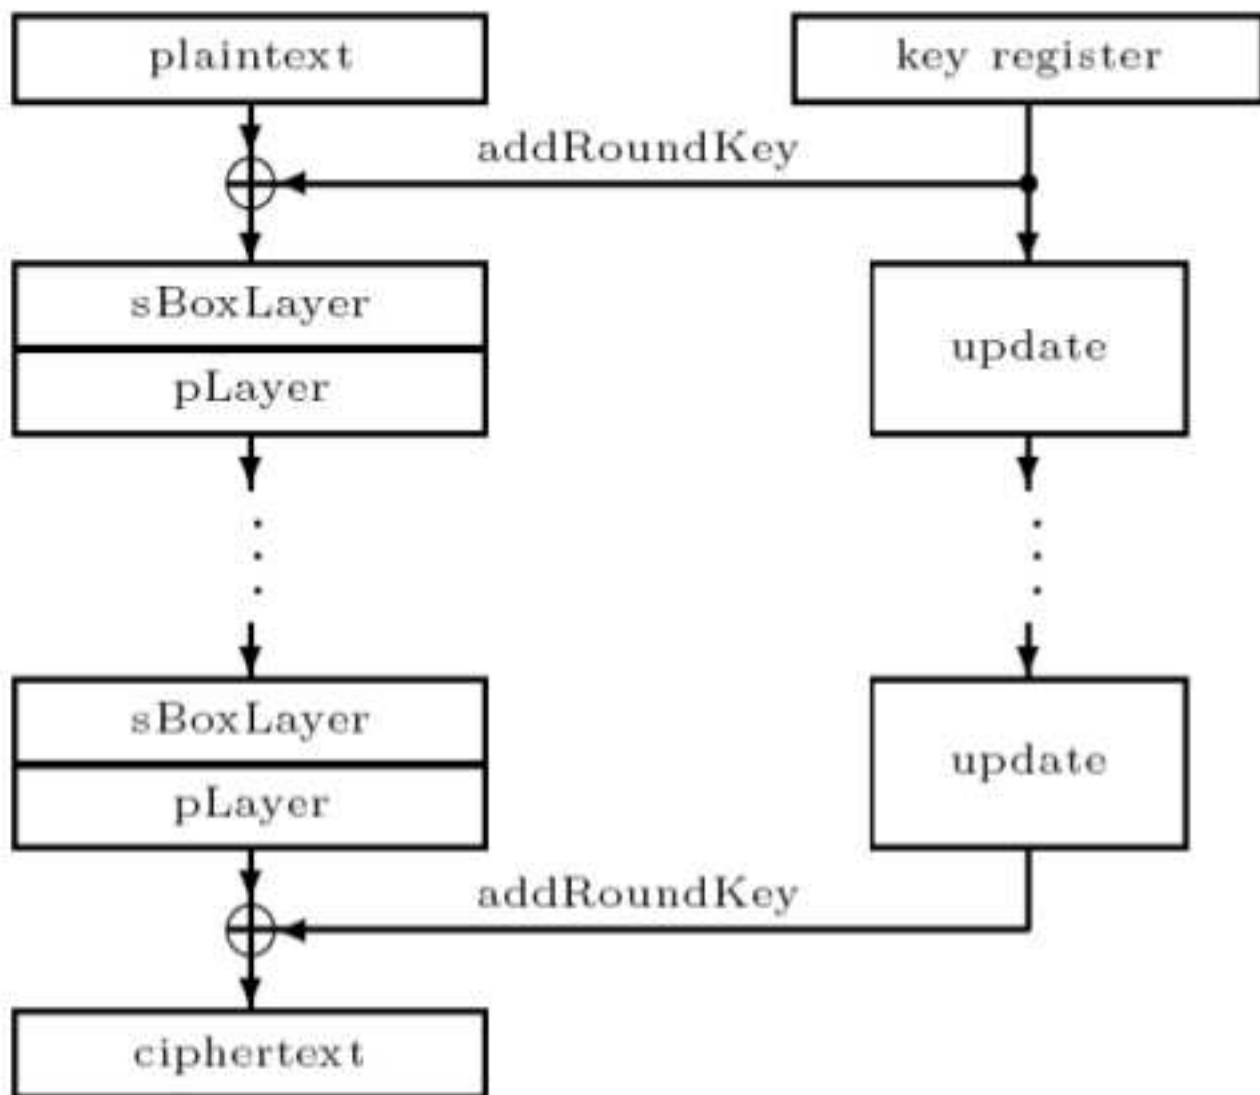 plaintext
key register
addRoundKey
sBoxLayer
update
pLayer
sBoxLayer
update
pLayer
addRoundKey
ciphertext